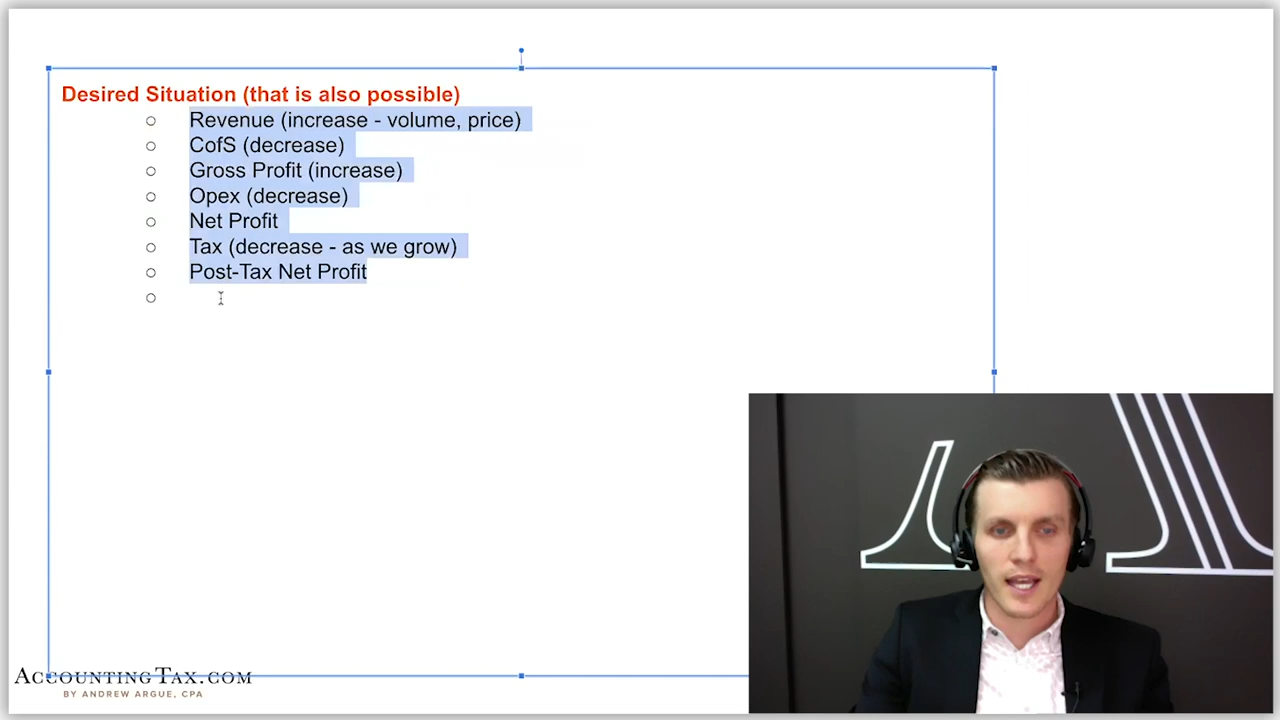 Desired Situation (that is also possible)
Revenue (increase - volume, price)
CofS (decrease)
Gross Profit (increase)
Opex (decrease)
Net Profit
Tax (decrease - as we grow)
Post-Tax Net Profit
ACCOUNTINGTAX.COM
BY ANDREW ARGUE, CPA